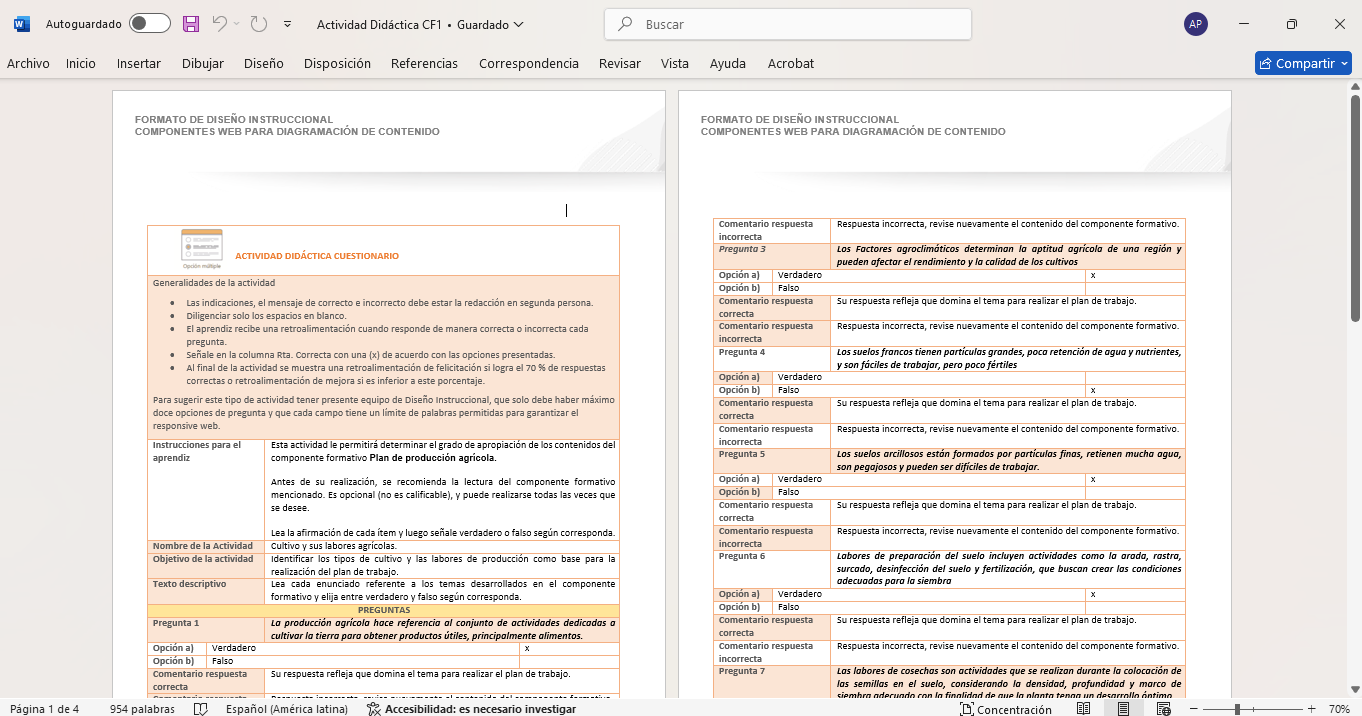 Autoguardado
Actividad Didáctica CF1 • Guardado
Buscar
AP
Archivo Inicio Insertar Dibujar Diseño Disposición Referencias Correspondencia Revisar Vista Ayuda Acrobat
Compartir
FORMATO DE DISEÑO INSTRUCCIONAL
COMPONENTES WEB PARA DIAGRAMACIÓN DE CONTENIDO
Opción múltiple
ACTIVIDAD DIDÁCTICA CUESTIONARIO
Generalidades de la actividad
• Las indicaciones, el mensaje de correcto e incorrecto debe estar la redacción en segunda persona.
• Diligenciar solo los espacios en blanco.
• El aprendiz recibe una retroalimentación cuando responde de manera correcta o incorrecta cada
pregunta.
• Señale en la columna Rta. Correcta con una (x) de acuerdo con las opciones presentadas.
• Al final de la actividad se muestra una retroalimentación de felicitación si logra el 70 % de respuestas
correctas o retroalimentación de mejora si es inferior a este porcentaje.
Para sugerir este tipo de actividad tener presente equipo de Diseño Instruccional, que solo debe haber máximo
doce opciones de pregunta y que cada campo tiene un límite de palabras permitidas para garantizar el
responsive web.
Instrucciones para el
aprendiz
Esta actividad le permitirá determinar el grado de apropiación de los contenidos del
componente formativo Plan de producción agrícola.
Antes de su realización, se recomienda la lectura del componente formativo
mencionado. Es opcional (no es calificable), y puede realizarse todas las veces que
se desee.
Lea la afirmación de cada ítem y luego señale verdadero o falso según corresponda.
Nombre de la Actividad Cultivo y sus labores agrícolas.
Objetivo de la actividad Identificar los tipos de cultivo y las labores de producción como base para la
realización del plan de trabajo.
Texto descriptivo Lea cada enunciado referente a los temas desarrollados en el componente
formativo y elija entre verdadero y falso según corresponda.
PREGUNTAS
Pregunta 1 La producción agrícola hace referencia al conjunto de actividades dedicadas a
cultivar la tierra para obtener productos útiles, principalmente alimentos.
Opción a) Verdadero x
Opción b) Falso
Comentario respuesta
correcta
Su respuesta refleja que domina el tema para realizar el plan de trabajo.
Comentario respuesta Respuesta incorrecta, revise nuevamente el contenido del componente formativo.
FORMATO DE DISEÑO INSTRUCCIONAL
COMPONENTES WEB PARA DIAGRAMACIÓN DE CONTENIDO
Comentario respuesta
incorrecta
Respuesta incorrecta, revise nuevamente el contenido del componente formativo.
Pregunta 3 Los Factores agroclimáticos determinan la aptitud agrícola de una región y
pueden afectar el rendimiento y la calidad de los cultivos
Opción a) Verdadero x
Opción b) Falso
Comentario respuesta
correcta
Su respuesta refleja que domina el tema para realizar el plan de trabajo.
Comentario respuesta
incorrecta
Respuesta incorrecta, revise nuevamente el contenido del componente formativo.
Pregunta 4 Los suelos francos tienen partículas grandes, poca retención de agua y nutrientes,
y son fáciles de trabajar, pero poco fértiles
Opción a) Verdadero
Opción b) Falso x
Comentario respuesta
correcta
Su respuesta refleja que domina el tema para realizar el plan de trabajo.
Comentario respuesta
incorrecta
Respuesta incorrecta, revise nuevamente el contenido del componente formativo.
Pregunta 5 Los suelos arcillosos están formados por partículas finas, retienen mucha agua,
son pegajosos y pueden ser difíciles de trabajar.
Opción a) Verdadero x
Opción b) Falso
Comentario respuesta
correcta
Su respuesta refleja que domina el tema para realizar el plan de trabajo.
Comentario respuesta
incorrecta
Respuesta incorrecta, revise nuevamente el contenido del componente formativo.
Pregunta 6 Labores de preparación del suelo incluyen actividades como la arada, rastra,
surcado, desinfección del suelo y fertilización, que buscan crear las condiciones
adecuadas para la siembra
Opción a) Verdadero x
Opción b) Falso
Comentario respuesta
correcta
Su respuesta refleja que domina el tema para realizar el plan de trabajo.
Comentario respuesta
incorrecta
Respuesta incorrecta, revise nuevamente el contenido del componente formativo.
Pregunta 7 Las labores de cosechas son actividades que se realizan durante la colocación de
las semillas en el suelo, considerando la densidad, profundidad y marco de
siembra adecuado con la finalidad de que la planta tenga un desarrollo óptimo
Página 1 de 4 954 palabras Español (América latina) Accesibilidad: es necesario investigar Concentración 70%